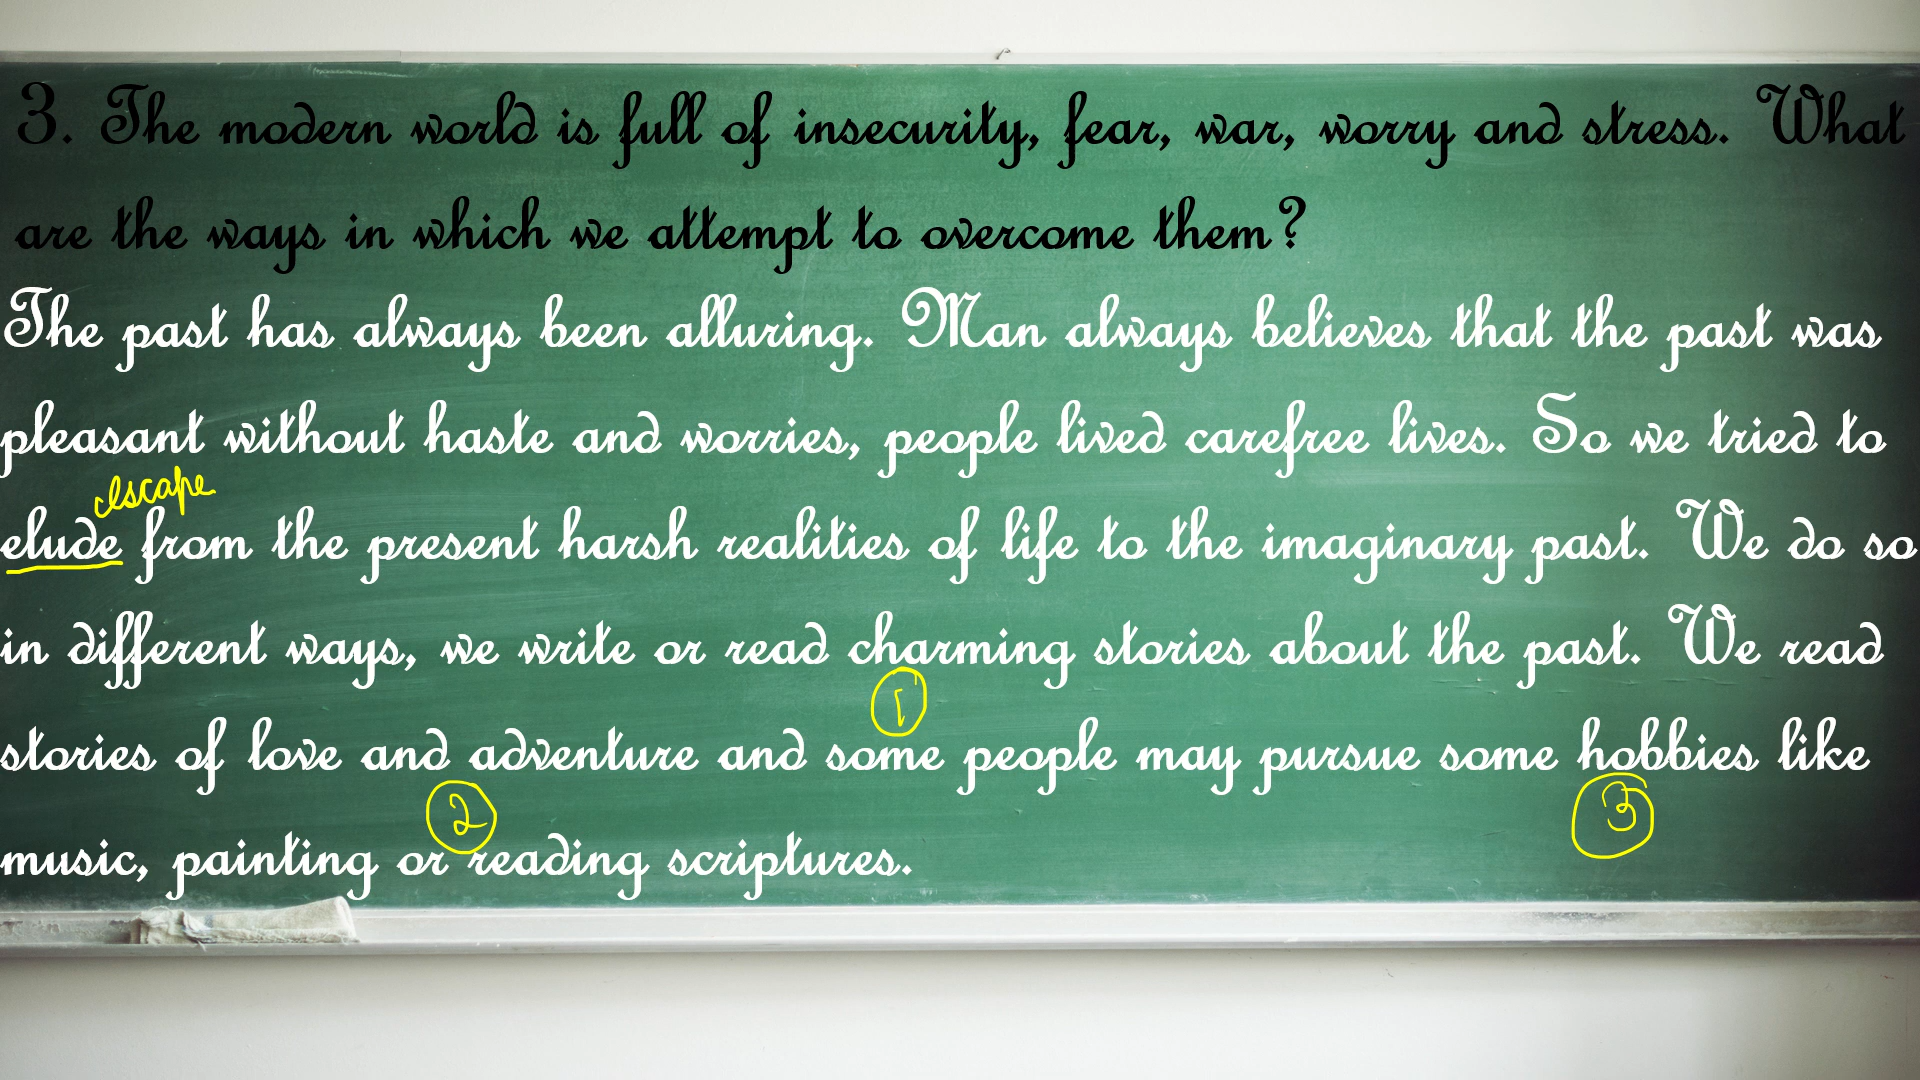 3. The modern world is full of insecurity, fear, war, worry and stress. What
are the ways in which we attempt to overcome them?
The past has always been alluring. Man always believes that the past was
pleasant without haste and worries, people lived carefree lives. So we tried to
escape
elude from the present harsh realities of life to the imaginary past. We do so
in different ways, we write or read charming stories about the past. We read
1
stories of love and adventure and some people may pursue some hobbies like
2 3
music, painting or reading scriptures.